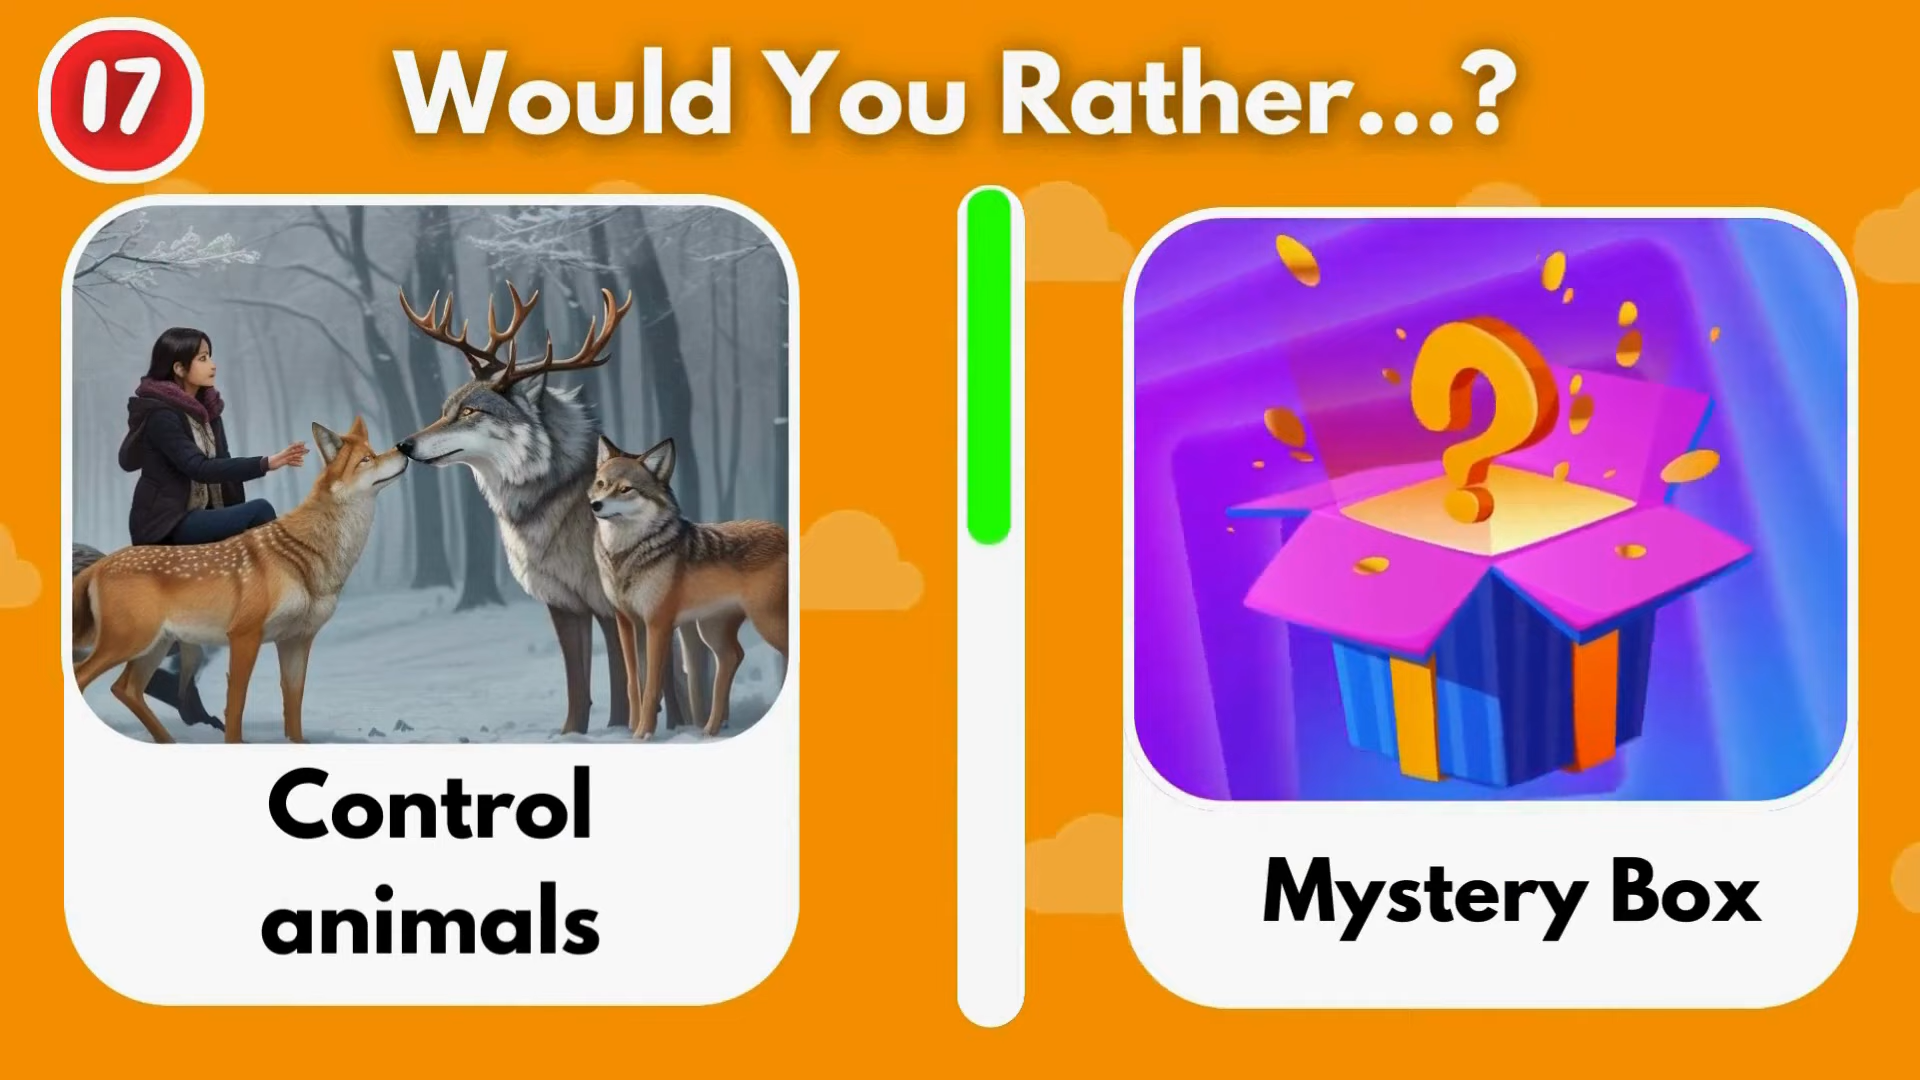 17
Would You Rather...?
Control
animals
?
Mystery Box